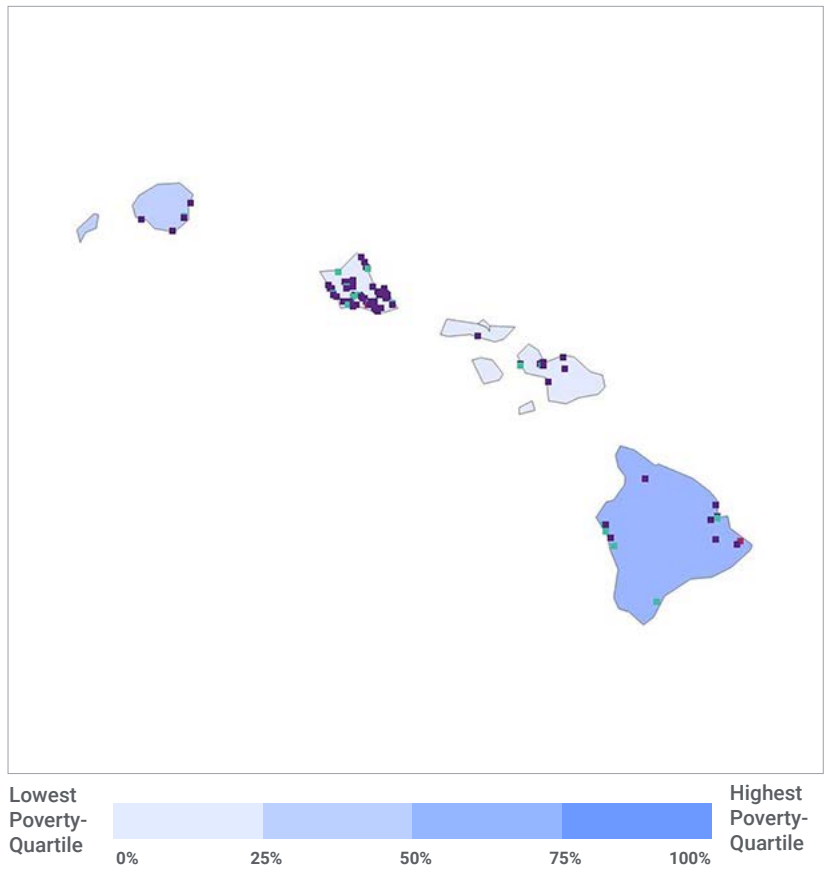 Lowest
Poverty-
Quartile
0%
25%
50%
75%
100%
Highest
Poverty-
Quartile